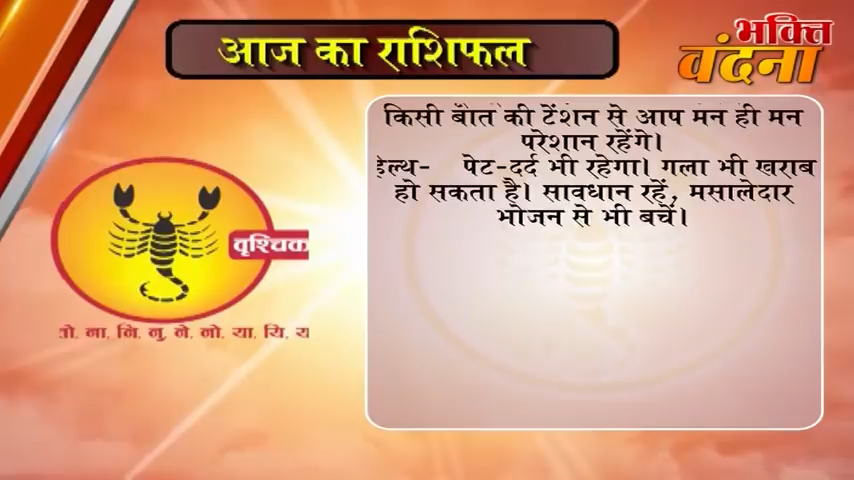 आज का राशिफल
भक्ति
वंदना
किसी बात की टेंशन से आप मन ही मन
परेशान रहेंगे।
हेल्थ- पेट-दर्द भी रहेगा। गला भी खराब
हो सकता है। सावधान रहें, मसालेदार
भोजन से भी बचें।
वृश्चिक
ना, नि, नु, ने, नो, या, यि,